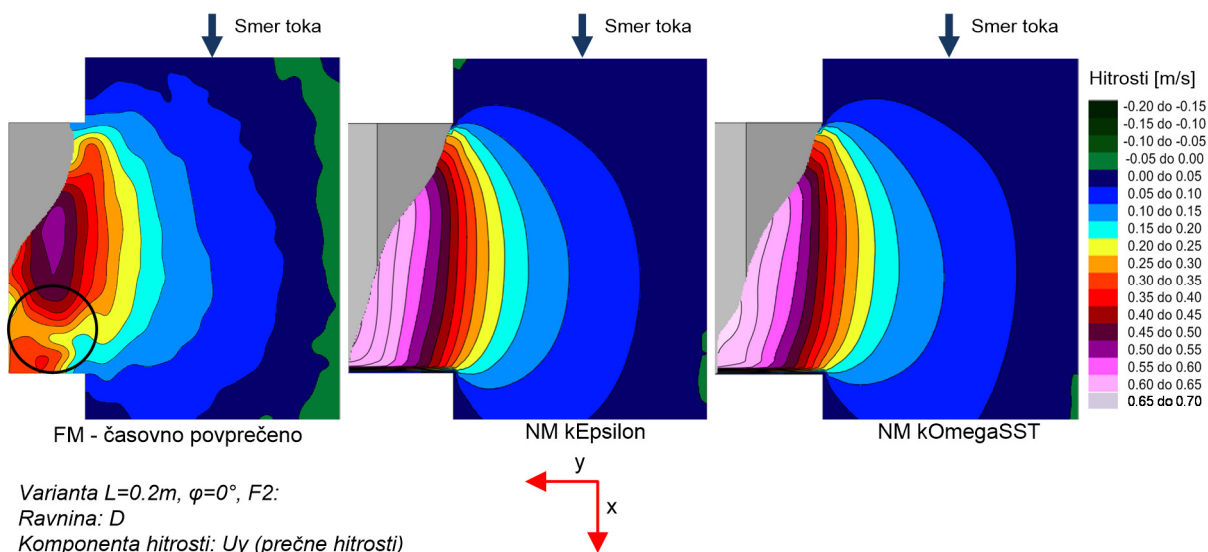 Smer toka
Smer toka
Smer toka
Hitrosti [m/s]
-0.20 do -0.15
-0.15 do -0.10
-0.10 do -0.05
-0.05 do 0.00
0.00 do 0.05
0.05 do 0.10
0.10 do 0.15
0.15 do 0.20
0.20 do 0.25
0.25 do 0.30
0.30 do 0.35
0.35 do 0.40
0.40 do 0.45
0.45 do 0.50
0.50 do 0.55
0.55 do 0.60
0.60 do 0.65
0.65 do 0.70
FM - časovno povprečeno
NM kEpsilon
NM kOmegaSST
y
x
Varianta L=0.2m, φ=0°, F2:
Ravnina: D
Komponenta hitrosti: Uy (prečne hitrosti)